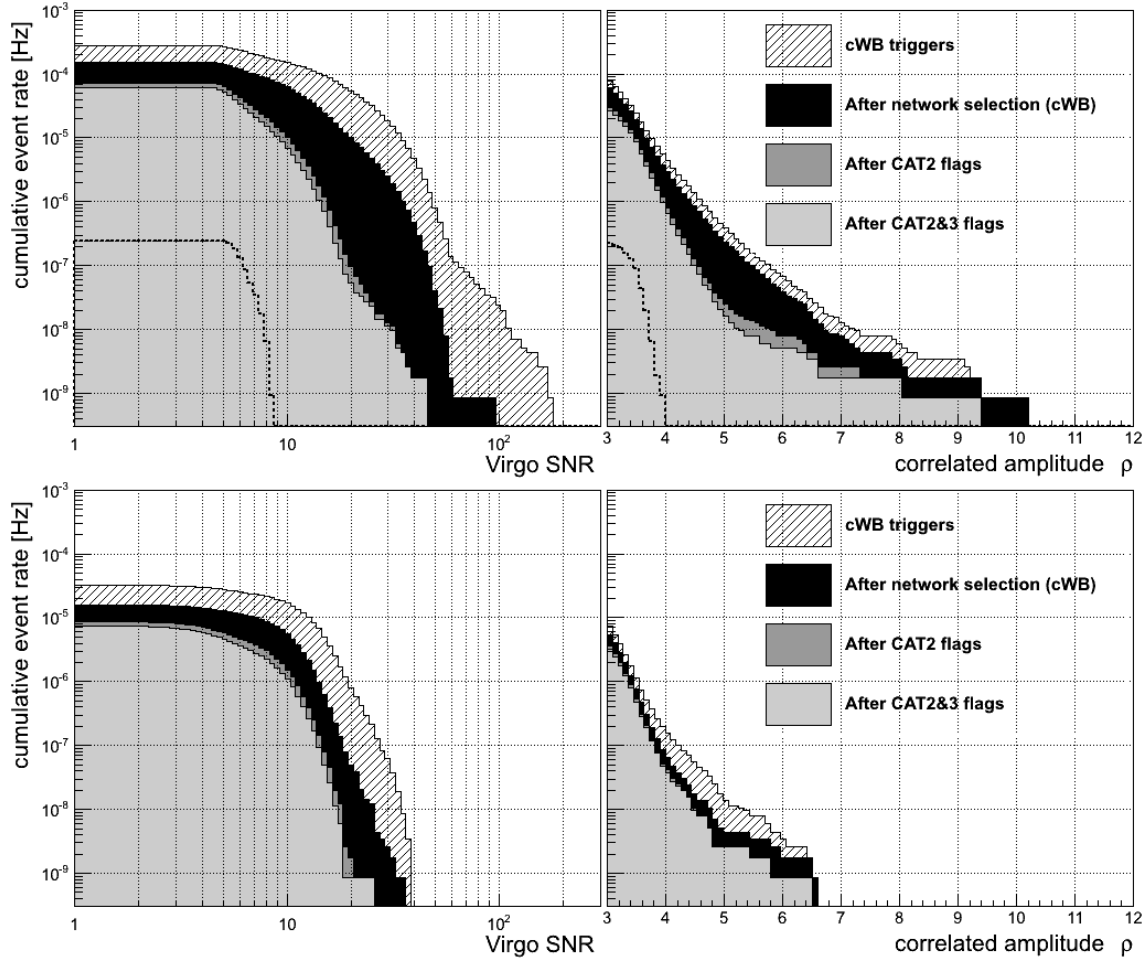 cumulative event rate [Hz]
10⁻³
10⁻⁴
10⁻⁵
10⁻⁶
10⁻⁷
10⁻⁸
10⁻⁹
1 10 10²
Virgo SNR
cWB triggers
After network selection (cWB)
After CAT2 flags
After CAT2&3 flags
3 4 5 6 7 8 9 10 11 12
correlated amplitude ρ
cumulative event rate [Hz]
10⁻³
10⁻⁴
10⁻⁵
10⁻⁶
10⁻⁷
10⁻⁸
10⁻⁹
1 10 10²
Virgo SNR
cWB triggers
After network selection (cWB)
After CAT2 flags
After CAT2&3 flags
3 4 5 6 7 8 9 10 11 12
correlated amplitude ρ